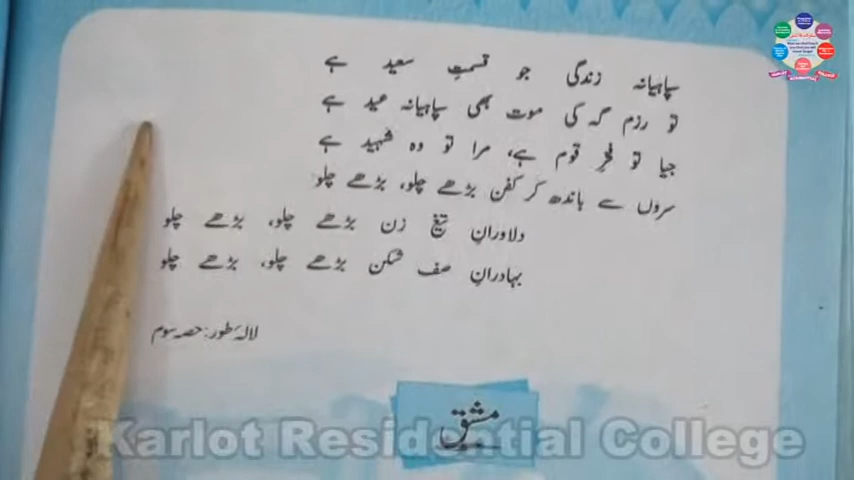 سپاہیانہ زندگی جو قسمتِ سعید ہے
تو رزم گہ کی موت بھی سپاہیانہ عید ہے
جیا تو فخرِ قوم ہے، مرا تو وہ شہید ہے
سروں سے باندھ کر کفن بڑھے چلو، بڑھے چلو
دلاورانِ تیغ زن بڑھے چلو، بڑھے چلو
بہادرانِ صف شکن بڑھے چلو، بڑھے چلو
لالۂ طور: حصہ سوم
مشق
Karlot Residential College